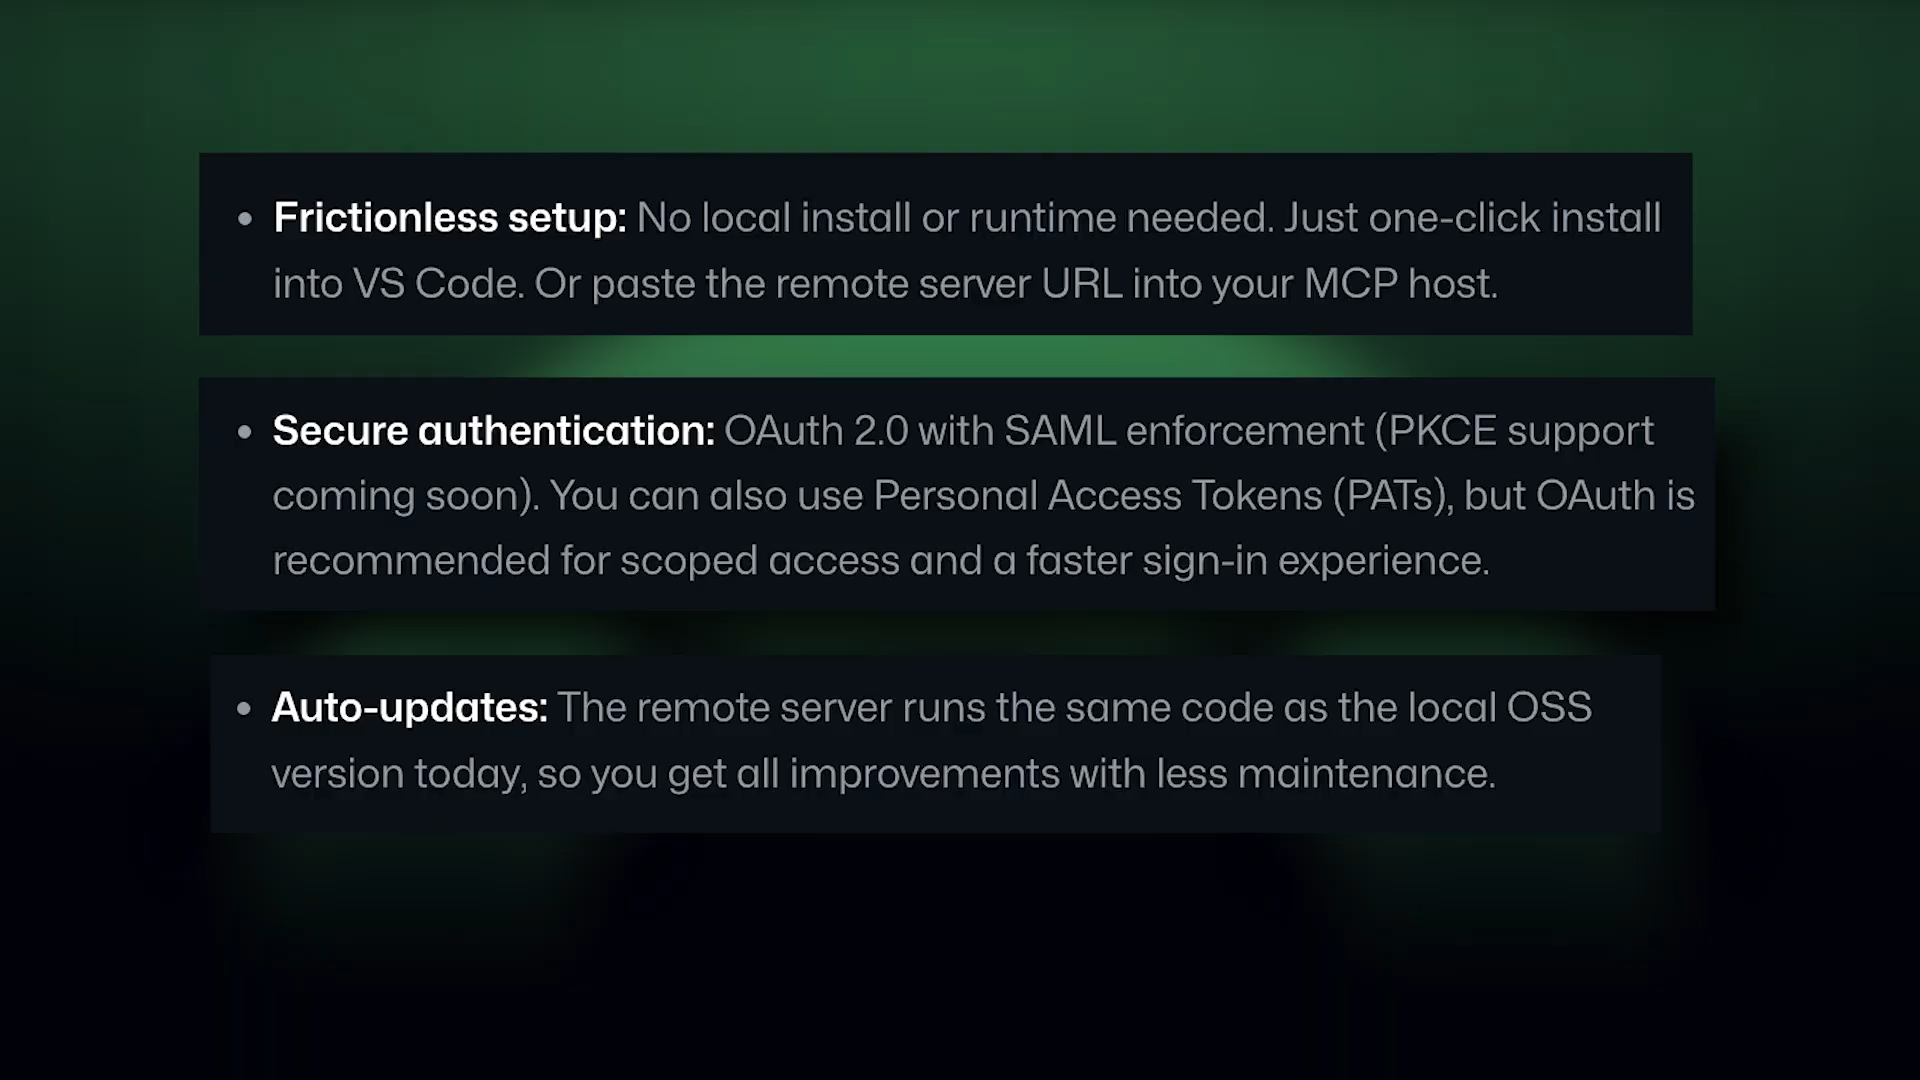 • Frictionless setup: No local install or runtime needed. Just one-click install
into VS Code. Or paste the remote server URL into your MCP host.
• Secure authentication: OAuth 2.0 with SAML enforcement (PKCE support
coming soon). You can also use Personal Access Tokens (PATs), but OAuth is
recommended for scoped access and a faster sign-in experience.
• Auto-updates: The remote server runs the same code as the local OSS
version today, so you get all improvements with less maintenance.